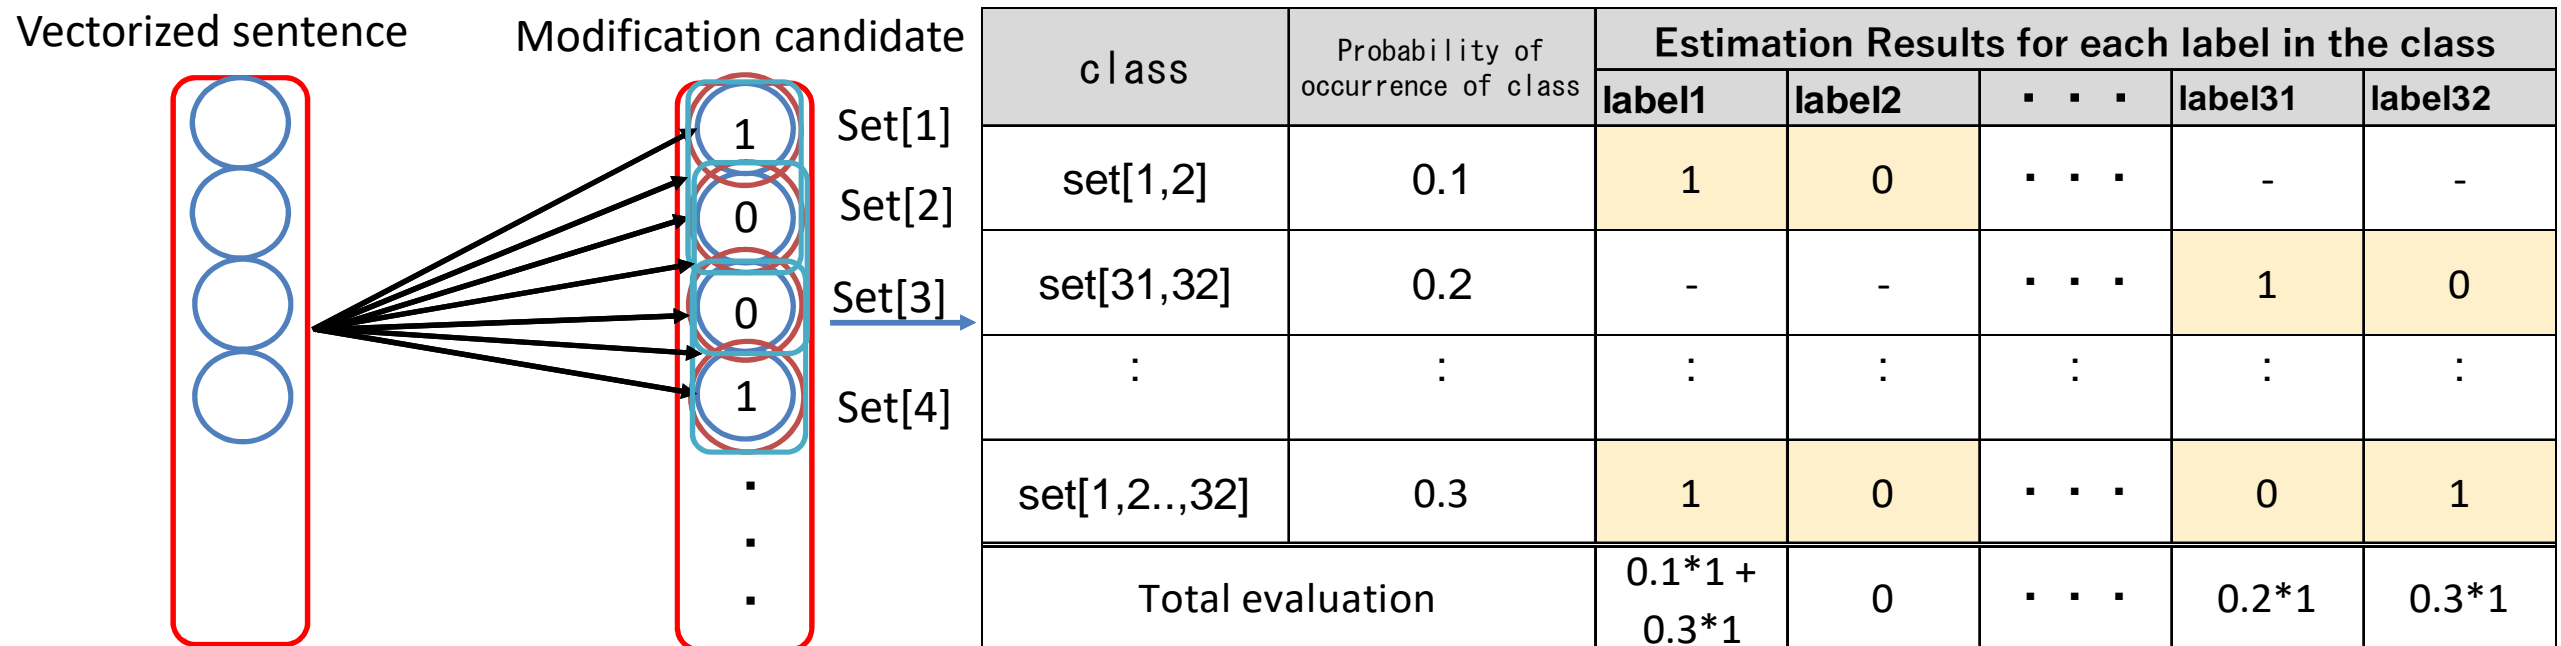 Vectorized sentence
Modification candidate
1
0
0
1
Set[1]
Set[2]
Set[3]
Set[4]
class
Probability of
occurrence of class
Estimation Results for each label in the class
label1 label2 ・・・ label31 label32
set[1,2] 0.1 1 0 ・・・ - -
set[31,32] 0.2 - - ・・・ 1 0
: : : : : : :
set[1,2..,32] 0.3 1 0 ・・・ 0 1
Total evaluation
0.1*1 +
0.3*1
0 ・・・ 0.2*1 0.3*1